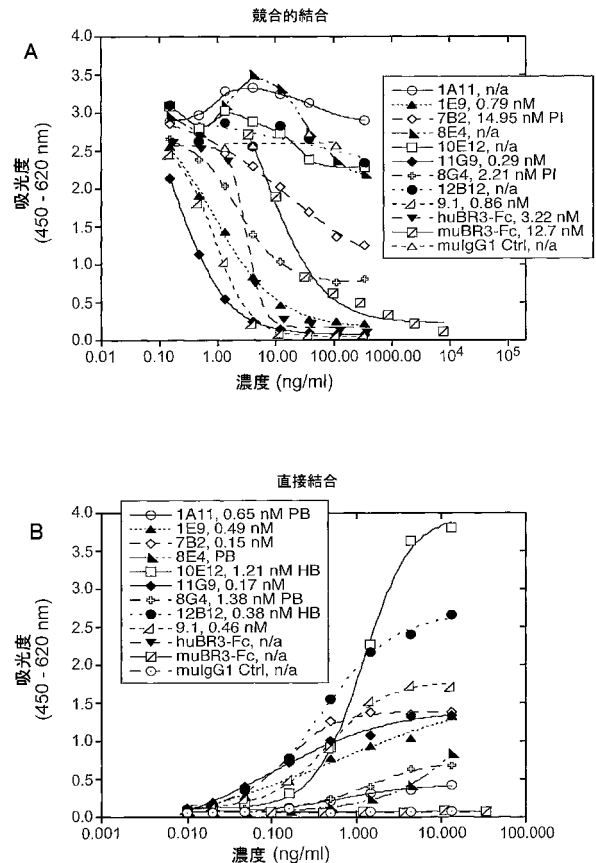 競合的結合
A
吸光度
(450 - 620 nm)
4.0
3.5
3.0
2.5
2.0
1.5
1.0
0.5
0.0
0.01
0.10
1.00
10.00
100.00
1000.00
10⁴
10⁵
濃度 (ng/ml)
1A11, n/a
1E9, 0.79 nM
7B2, 14.95 nM PI
8E4, n/a
10E12, n/a
11G9, 0.29 nM
8G4, 2.21 nM PI
12B12, n/a
9.1, 0.86 nM
huBR3-Fc, 3.22 nM
muBR3-Fc, 12.7 nM
muIgG1 Ctrl, n/a
直接結合
B
吸光度
(450 - 620 nm)
4.0
3.5
3.0
2.5
2.0
1.5
1.0
0.5
0.0
0.001
0.010
0.100
1.000
10.000
100.000
濃度 (ng/ml)
1A11, 0.65 nM PB
1E9, 0.49 nM
7B2, 0.15 nM
8E4, PB
10E12, 1.21 nM HB
11G9, 0.17 nM
8G4, 1.38 nM PB
12B12, 0.38 nM HB
9.1, 0.46 nM
huBR3-Fc, n/a
muBR3-Fc, n/a
muIgG1 Ctrl, n/a